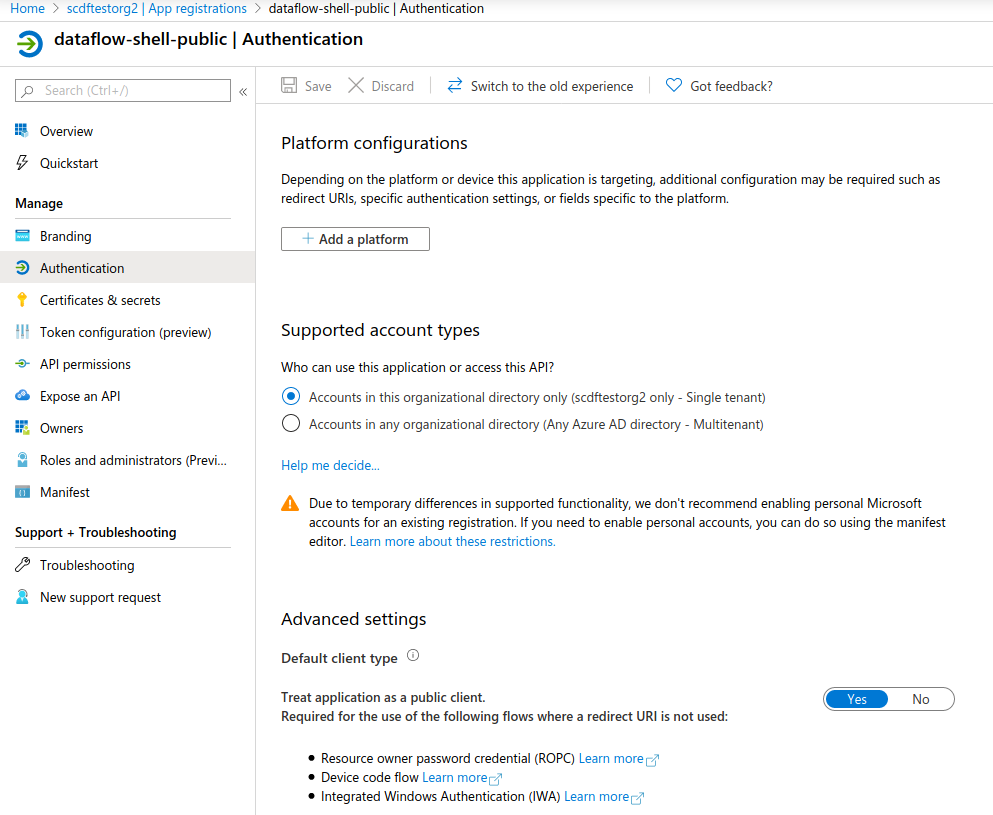 Home > scdftestorg2 | App registrations > dataflow-shell-public | Authentication
dataflow-shell-public | Authentication
Search (Ctrl+/)
«
Overview
Quickstart
Manage
Branding
Authentication
Certificates & secrets
Token configuration (preview)
API permissions
Expose an API
Owners
Roles and administrators (Previ...
Manifest
Support + Troubleshooting
Troubleshooting
New support request
Save Discard Switch to the old experience Got feedback?
Platform configurations
Depending on the platform or device this application is targeting, additional configuration may be required such as
redirect URIs, specific authentication settings, or fields specific to the platform.
+ Add a platform
Supported account types
Who can use this application or access this API?
Accounts in this organizational directory only (scdftestorg2 only - Single tenant)
Accounts in any organizational directory (Any Azure AD directory - Multitenant)
Help me decide...
Due to temporary differences in supported functionality, we don't recommend enabling personal Microsoft
accounts for an existing registration. If you need to enable personal accounts, you can do so using the manifest
editor. Learn more about these restrictions.
Advanced settings
Default client type
Treat application as a public client.
Required for the use of the following flows where a redirect URI is not used:
Yes No
• Resource owner password credential (ROPC) Learn more
• Device code flow Learn more
• Integrated Windows Authentication (IWA) Learn more